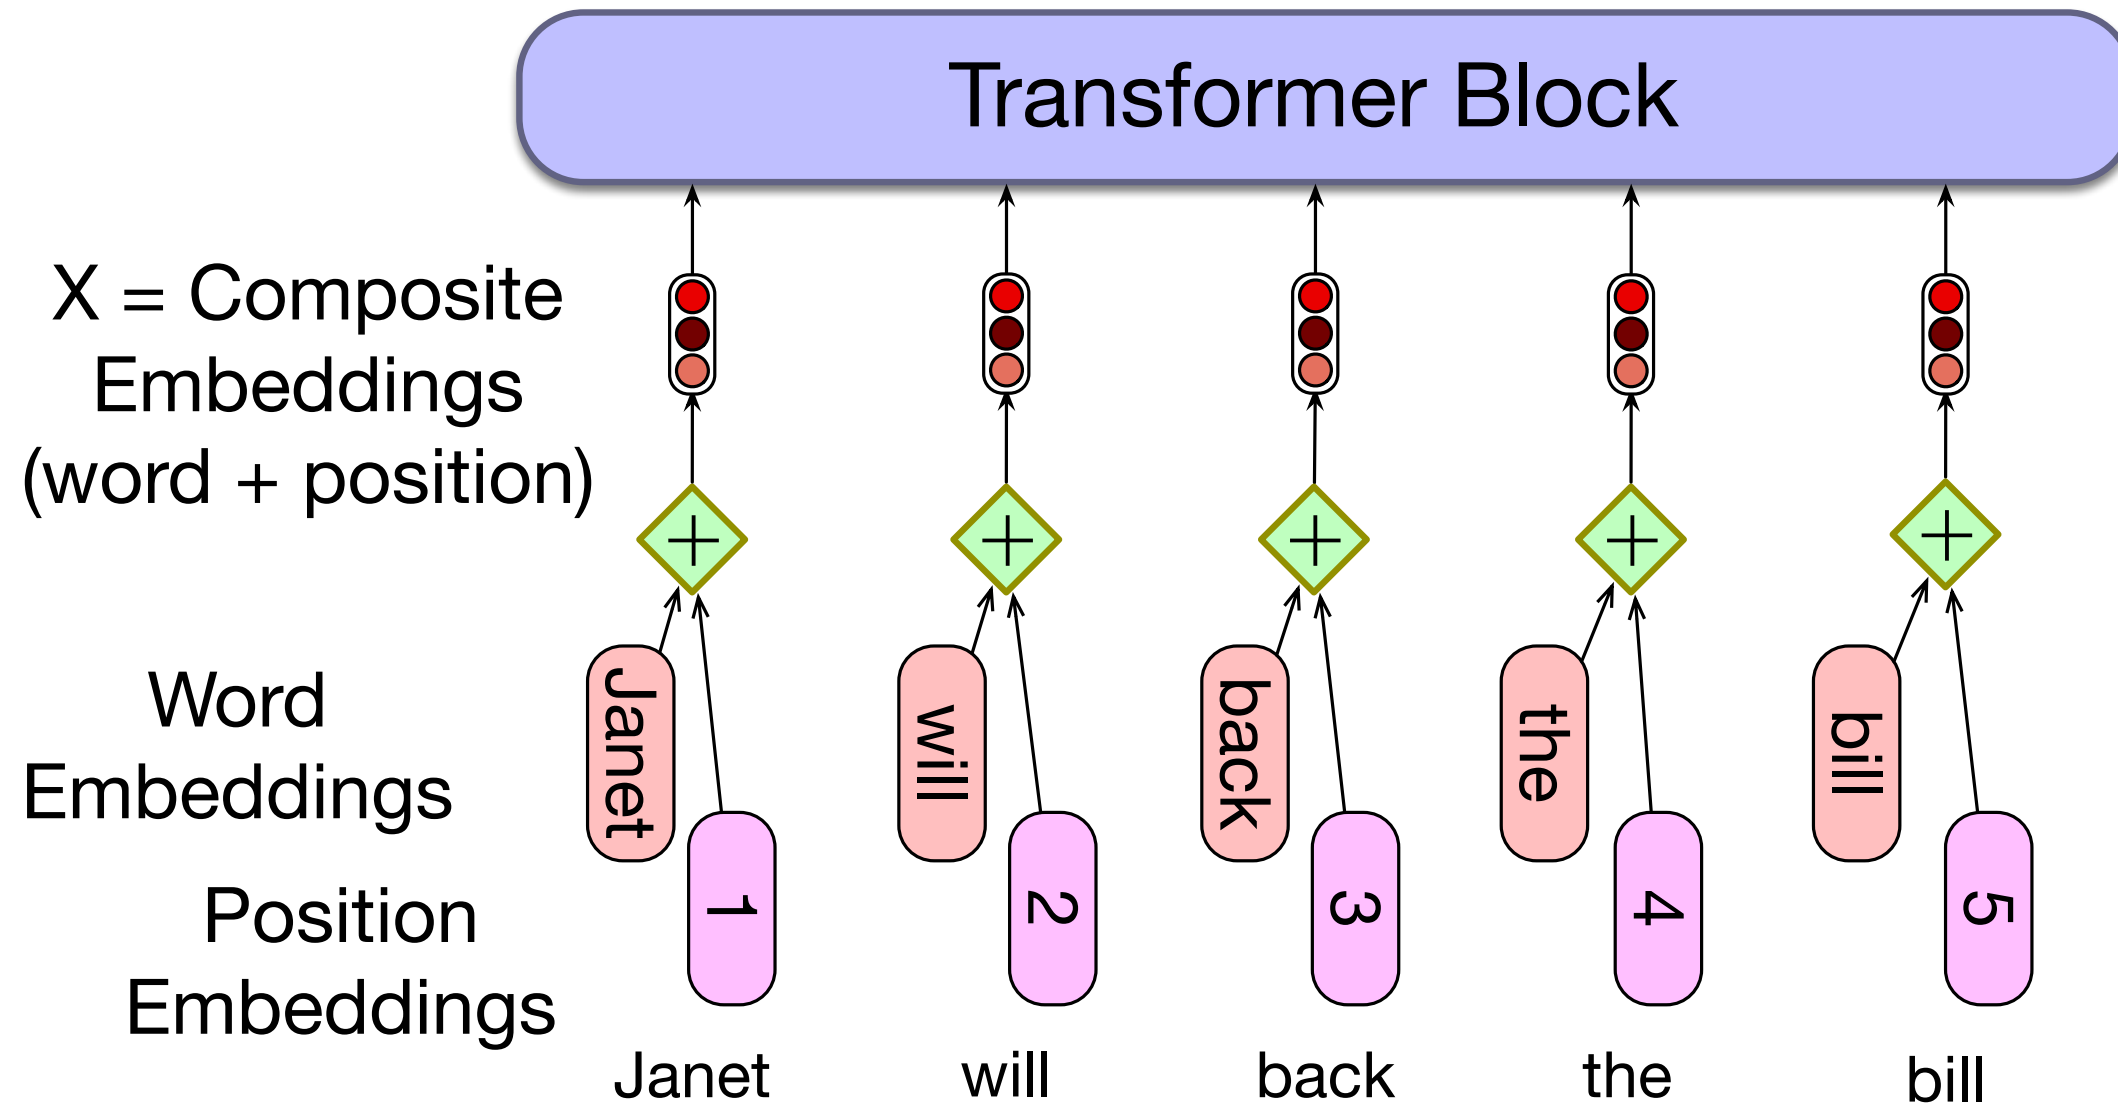 Transformer Block
X = Composite
Embeddings
(word + position)
+ + + + +
Word
Embeddings
Janet will back the bill
Position
Embeddings
1 2 3 4 5
Janet will back the bill